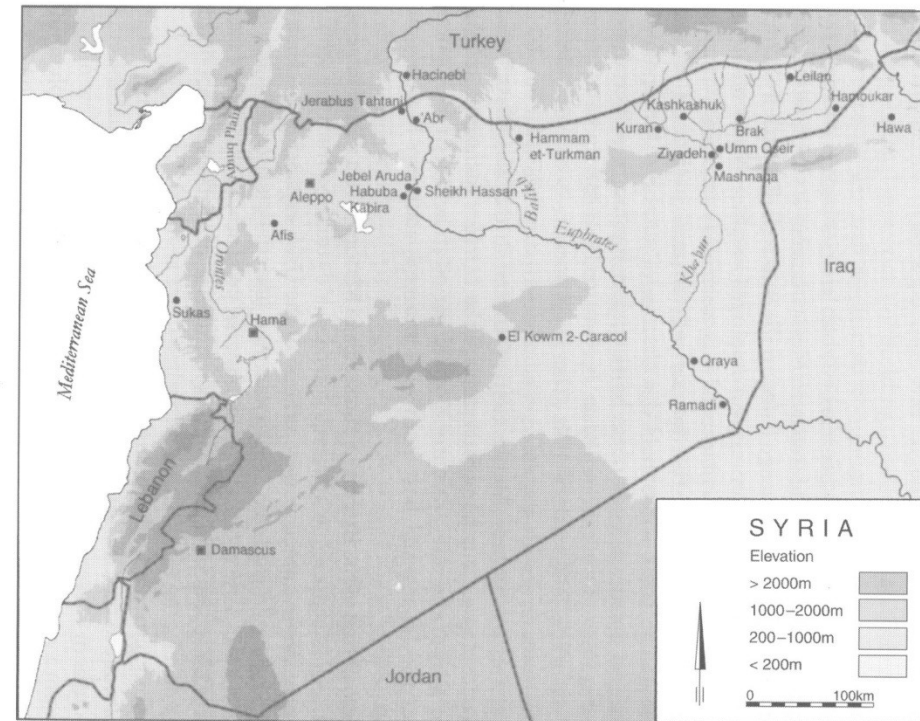 Turkey
Hacinebi
Leilan
Jerablus Tahtani
'Abr
Kashkashuk
Hamoukar
Kuran
Brak
Hawa
Amuq Plain
Hammam
et-Turkman
Ziyadeh
Umm Qseir
Mashnaqa
Jebel Aruda
Habuba
Kabira
Sheikh Hassan
Aleppo
Balikh
Afis
Euphrates
Orontes
Khabur
Iraq
Mediterranean Sea
Sukas
Hama
El Kowm 2-Caracol
Qraya
Ramadi
Lebanon
Damascus
Jordan
SYRIA
Elevation
> 2000m
1000–2000m
200–1000m
< 200m
0 100km